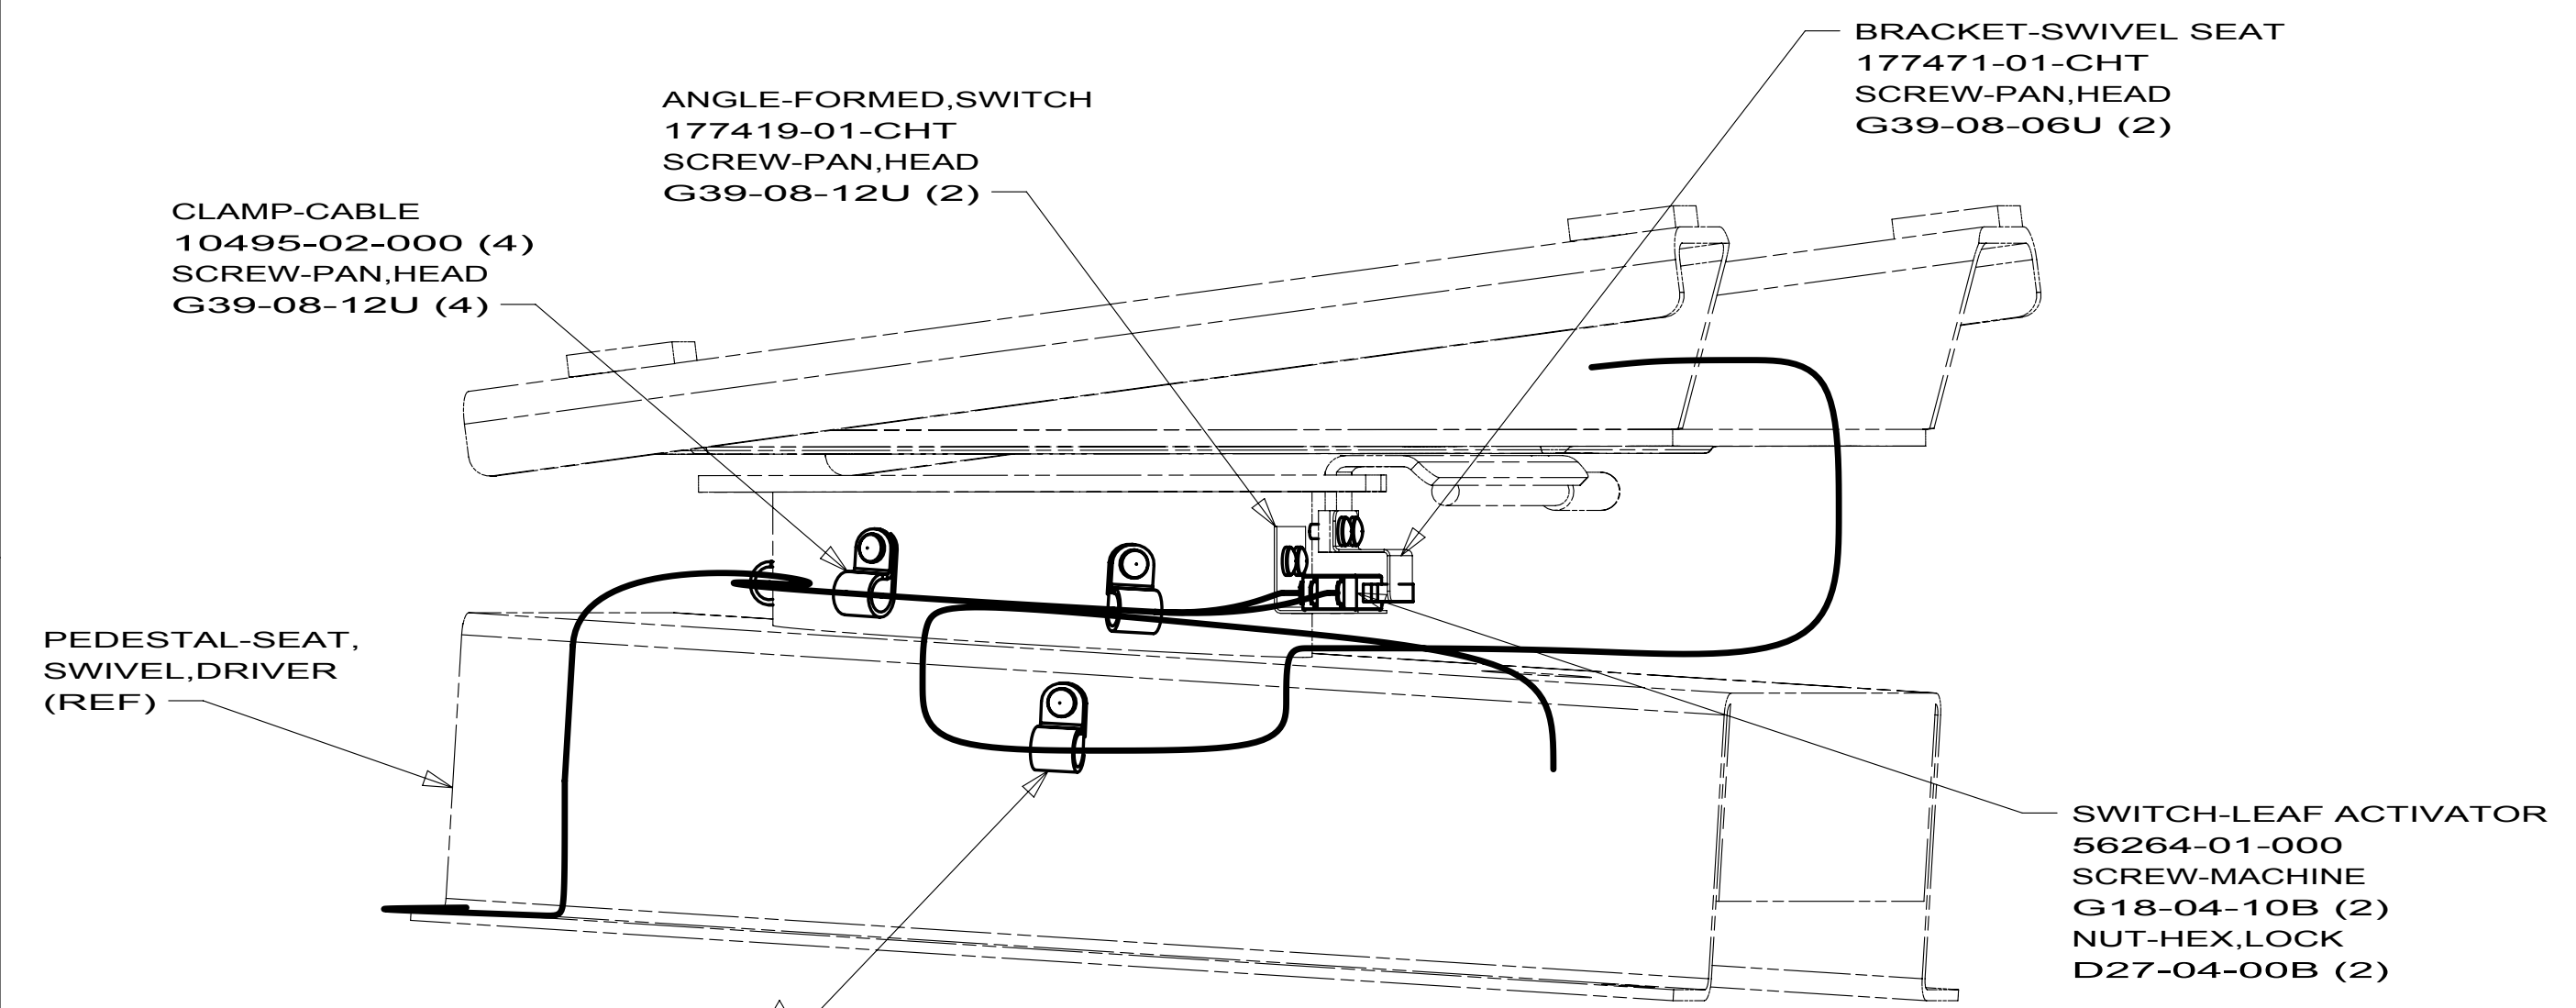 BRACKET-SWIVEL SEAT
177471-01-CHT
SCREW-PAN,HEAD
G39-08-06U (2)
ANGLE-FORMED,SWITCH
177419-01-CHT
SCREW-PAN,HEAD
G39-08-12U (2)
CLAMP-CABLE
10495-02-000 (4)
SCREW-PAN,HEAD
G39-08-12U (4)
PEDESTAL-SEAT,
SWIVEL,DRIVER
(REF)
SWITCH-LEAF ACTIVATOR
56264-01-000
SCREW-MACHINE
G18-04-10B (2)
NUT-HEX,LOCK
D27-04-00B (2)